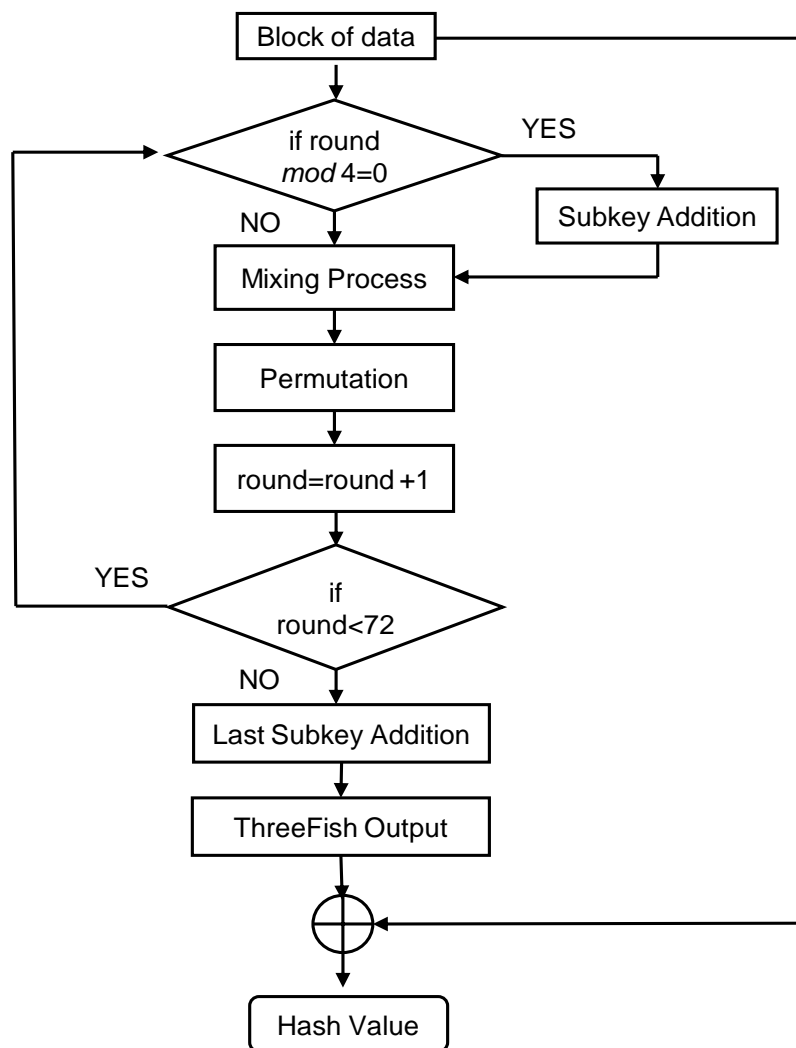 Block of data
if round
mod 4=0
YES
Subkey Addition
NO
Mixing Process
Permutation
round=round +1
YES
if
round<72
NO
Last Subkey Addition
ThreeFish Output
Hash Value